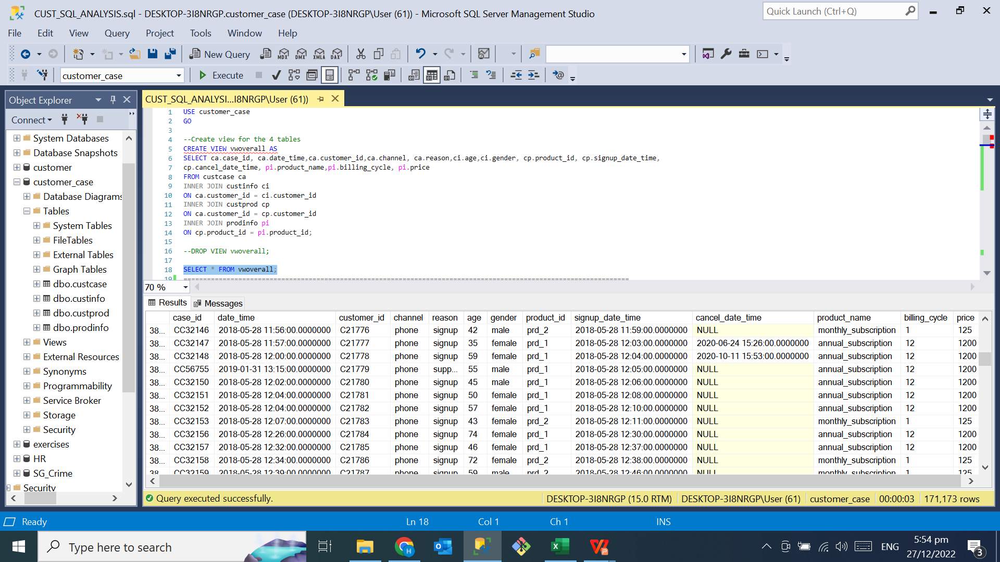 CUST_SQL_ANALYSIS.sql - DESKTOP-3I8NRGP.customer_case (DESKTOP-3I8NRGP\User (61)) - Microsoft SQL Server Management Studio
Quick Launch (Ctrl+Q)
File Edit View Query Project Tools Window Help
New Query MDX DMX XMLA DAX
customer_case Execute
Object Explorer
CUST_SQL_ANALYSI...I8NRGP\User (61))
Connect
System Databases
Database Snapshots
customer
customer_case
Database Diagrams
Tables
System Tables
FileTables
External Tables
Graph Tables
dbo.custcase
dbo.custinfo
dbo.custprod
dbo.prodinfo
Views
External Resources
Synonyms
Programmability
Service Broker
Storage
Security
exercises
HR
SG_Crime
Security
1 USE customer_case
2 GO
3
4 --Create view for the 4 tables
5 CREATE VIEW vwoverall AS
6 SELECT ca.case_id, ca.date_time,ca.customer_id,ca.channel, ca.reason,ci.age,ci.gender, cp.product_id, cp.signup_date_time,
7 cp.cancel_date_time, pi.product_name,pi.billing_cycle, pi.price
8 FROM custcase ca
9 INNER JOIN custinfo ci
10 ON ca.customer_id = ci.customer_id
11 INNER JOIN custprod cp
12 ON ca.customer_id = cp.customer_id
13 INNER JOIN prodinfo pi
14 ON cp.product_id = pi.product_id;
15
16 --DROP VIEW vwoverall;
17
18 SELECT * FROM vwoverall;
19
70 %
Results Messages
case_id date_time customer_id channel reason age gender product_id signup_date_time cancel_date_time product_name billing_cycle price
38... CC32146 2018-05-28 11:56:00.0000000 C21776 phone signup 42 male prd_2 2018-05-28 11:59:00.0000000 NULL monthly_subscription 1 125
38... CC32147 2018-05-28 11:57:00.0000000 C21777 phone signup 35 female prd_1 2018-05-28 12:03:00.0000000 2020-06-24 15:26:00.0000000 annual_subscription 12 1200
38... CC32148 2018-05-28 12:00:00.0000000 C21778 phone signup 59 female prd_1 2018-05-28 12:04:00.0000000 2020-10-11 15:53:00.0000000 annual_subscription 12 1200
38... CC56755 2019-01-31 13:15:00.0000000 C21779 phone supp... 55 male prd_1 2018-05-28 12:05:00.0000000 NULL annual_subscription 12 1200
38... CC32150 2018-05-28 12:02:00.0000000 C21780 phone signup 45 male prd_1 2018-05-28 12:06:00.0000000 NULL annual_subscription 12 1200
38... CC32151 2018-05-28 12:04:00.0000000 C21781 phone signup 50 female prd_1 2018-05-28 12:08:00.0000000 NULL annual_subscription 12 1200
38... CC32152 2018-05-28 12:04:00.0000000 C21782 phone signup 57 female prd_1 2018-05-28 12:10:00.0000000 NULL annual_subscription 12 1200
38... CC32153 2018-05-28 12:07:00.0000000 C21783 phone signup 43 female prd_2 2018-05-28 12:11:00.0000000 NULL monthly_subscription 1 125
38... CC32156 2018-05-28 12:26:00.0000000 C21784 phone signup 74 female prd_1 2018-05-28 12:30:00.0000000 NULL annual_subscription 12 1200
38... CC32157 2018-05-28 12:32:00.0000000 C21785 phone signup 46 female prd_1 2018-05-28 12:37:00.0000000 NULL annual_subscription 12 1200
38... CC32158 2018-05-28 12:34:00.0000000 C21786 phone signup 72 female prd_2 2018-05-28 12:38:00.0000000 NULL monthly_subscription 1 125
38... CC32159 2018-05-28 12:39:00.0000000 C21787 phone signup 59 male prd_2 2018-05-28 12:46:00.0000000 NULL monthly_subscription 1 125
Query executed successfully. DESKTOP-3I8NRGP (15.0 RTM) DESKTOP-3I8NRGP\User (61) customer_case 00:00:03 171,173 rows
Ready Ln 18 Col 1 Ch 1 INS
Type here to search
ENG 5:54 pm
27/12/2022 3